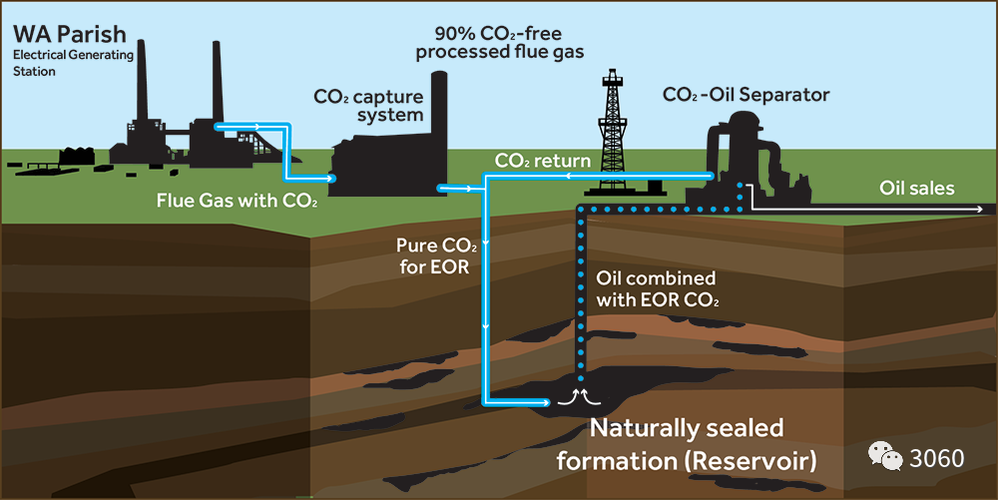 WA Parish
Electrical Generating
Station
90% CO₂-free
processed flue gas
CO₂ capture
system
CO₂-Oil Separator
CO₂ return
Oil sales
Flue Gas with CO₂
Pure CO₂
for EOR
Oil combined
with EOR CO₂
Naturally sealed
formation (Reservoir)
3060